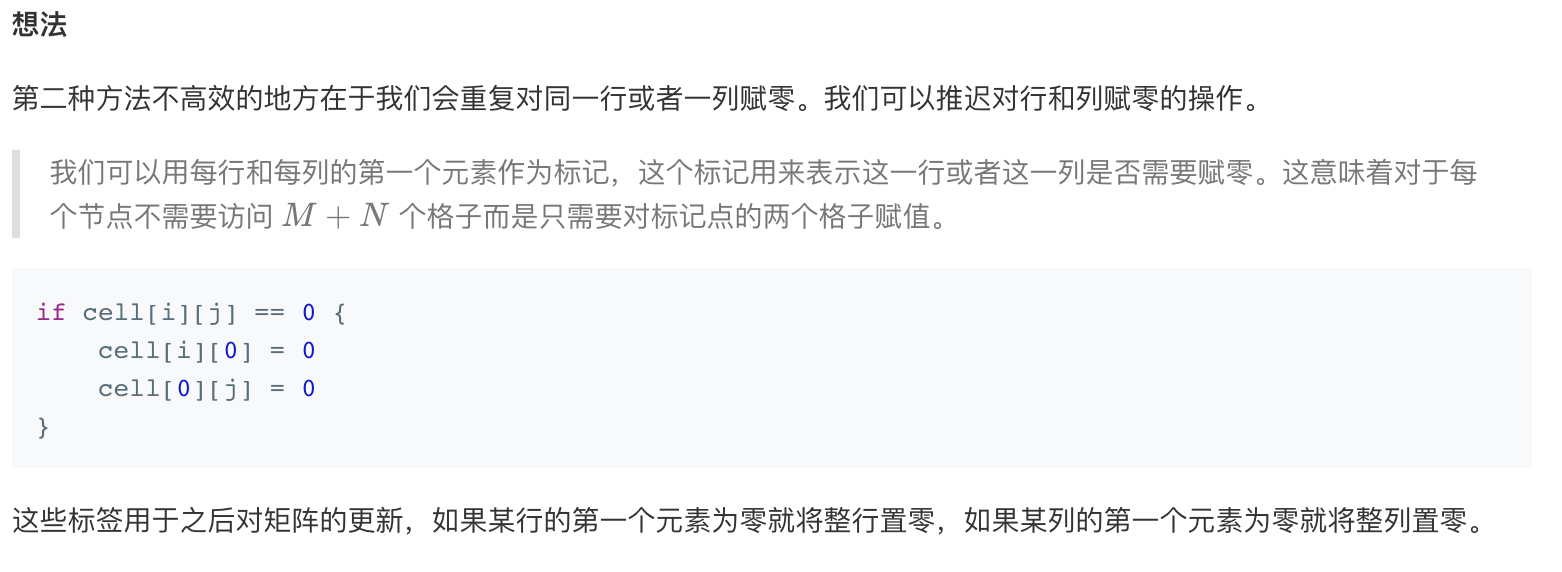 想法
第二种方法不高效的地方在于我们会重复对同一行或者一列赋零。我们可以推迟对行和列赋零的操作。
我们可以用每行和每列的第一个元素作为标记，这个标记用来表示这一行或者这一列是否需要赋零。这意味着对于每
个节点不需要访问 M + N 个格子而是只需要对标记点的两个格子赋值。
if cell[i][j] == 0 {
    cell[i][0] = 0
    cell[0][j] = 0
}
这些标签用于之后对矩阵的更新，如果某行的第一个元素为零就将整行置零，如果某列的第一个元素为零就将整列置零。